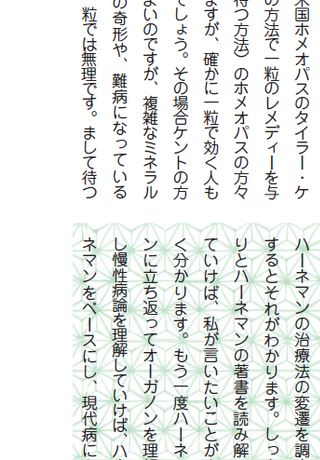 米国ホメオパスのタイラー・ケ
の方法で一粒のレメディーを与
待つ方法）のホメオパスの方々
ますが、確かに一粒で効く人も
でしょう。その場合ケントの方
よいのですが、複雑なミネラル
の奇形や、難病になっている
粒では無理です。まして待つ
ハーネマンの治療法の変遷を調
するとそれがわかります。しっ
りとハーネマンの著書を読み解
ていけば、私が言いたいことが
く分かります。もう一度ハーネ
ンに立ち返ってオーガノンを理
し慢性病論を理解していけば、ハ
ネマンをベースにし、現代病に